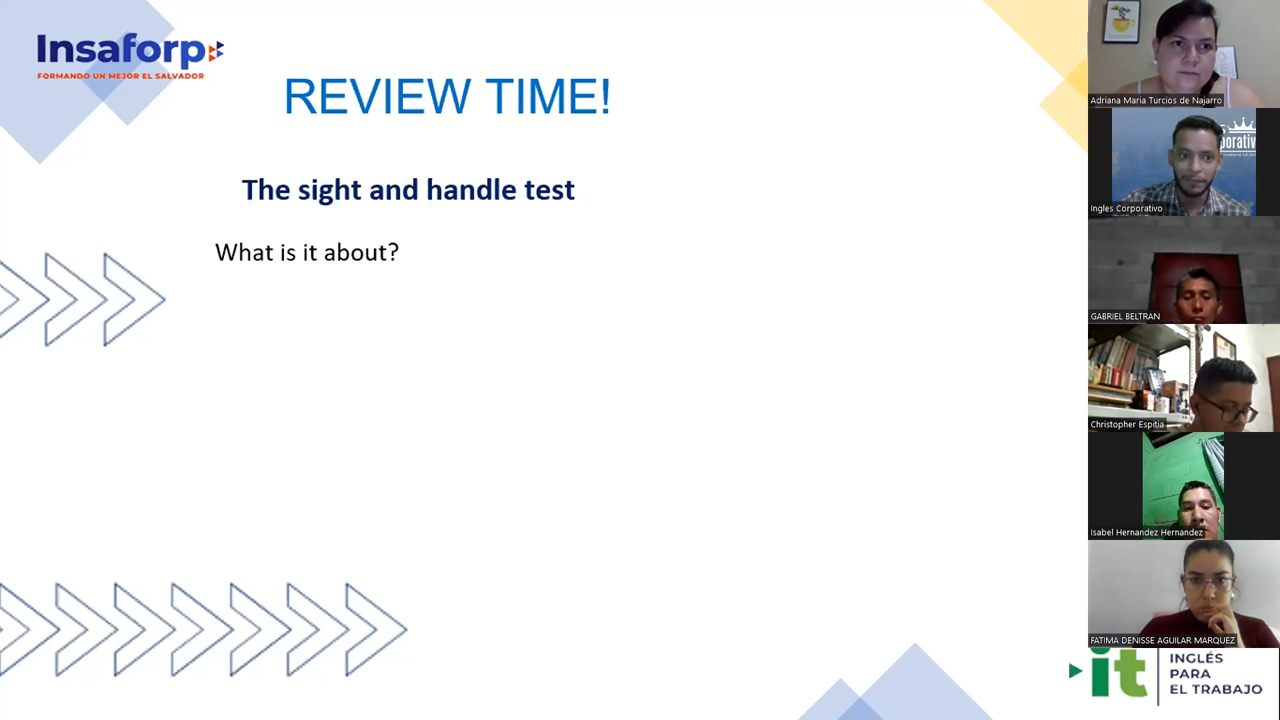 Insaforp
FORMANDO UN MEJOR EL SALVADOR
REVIEW TIME!
The sight and handle test
What is it about?
Adriana Maria Turcios de Najarro
Ingles Corporativo
GABRIEL BELTRAN
Christopher Espitia
Isabel Hernandez Hernandez
FATIMA DENISSE AGUILAR MARQUEZ
it
INGLÉS
PARA
EL TRABAJO